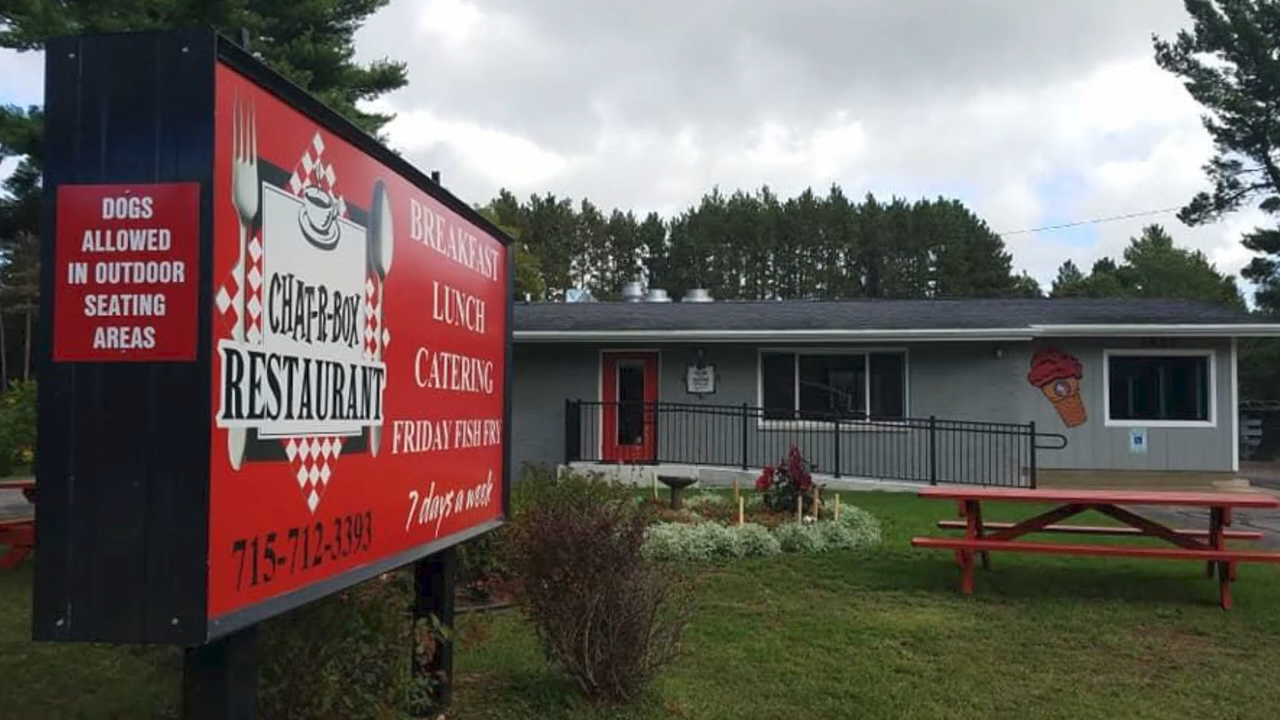 DOGS
ALLOWED
IN OUTDOOR
SEATING
AREAS
CHAT-R-BOX
RESTAURANT
BREAKFAST
LUNCH
CATERING
FRIDAY FISH FRY
7 days a week
715-712-3393